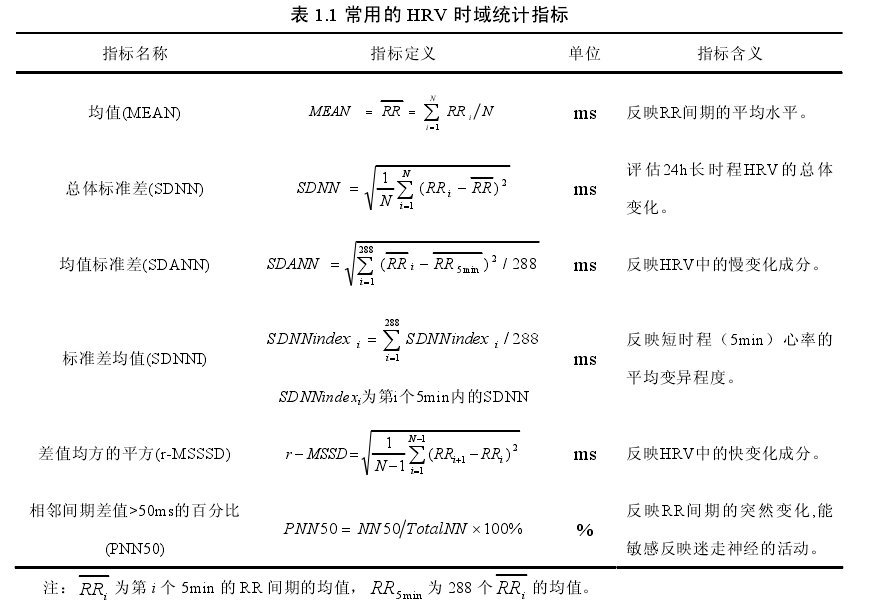 表 1.1 常用的 HRV 时域统计指标
指标名称 指标定义 单位 指标含义
均值(MEAN) MEAN = \overline{RR} = \sum_{i=1}^{N} RR_i / N ms 反映RR间期的平均水平。
总体标准差(SDNN) SDNN = \sqrt{\frac{1}{N}\sum_{i=1}^{N}(RR_i - \overline{RR})^2} ms 评估24h长时程HRV的总体
变化。
均值标准差(SDANN) SDANN = \sqrt{\sum_{i=1}^{288}(\overline{RR}_i - \overline{RR_{5min}})^2 / 288} ms 反映HRV中的慢变化成分。
标准差均值(SDNNI) SDNNindex_i = \sum_{i=1}^{288} SDNNindex_i / 288 ms 反映短时程（5min）心率的
SDNNindex_i为第i个5min内的SDNN 平均变异程度。
差值均方的平方(r-MSSSD) r-MSSD = \sqrt{\frac{1}{N-1}\sum_{i=1}^{N-1}(RR_{i+1} - RR_i)^2} ms 反映HRV中的快变化成分。
相邻间期差值>50ms的百分比 PNN50 = NN50/TotalNN × 100% % 反映RR间期的突然变化,能
(PNN50) 敏感反映迷走神经的活动。
注：\overline{RR_i} 为第 i 个 5min 的 RR 间期的均值，RR_{5min} 为 288 个 \overline{RR_i} 的均值。